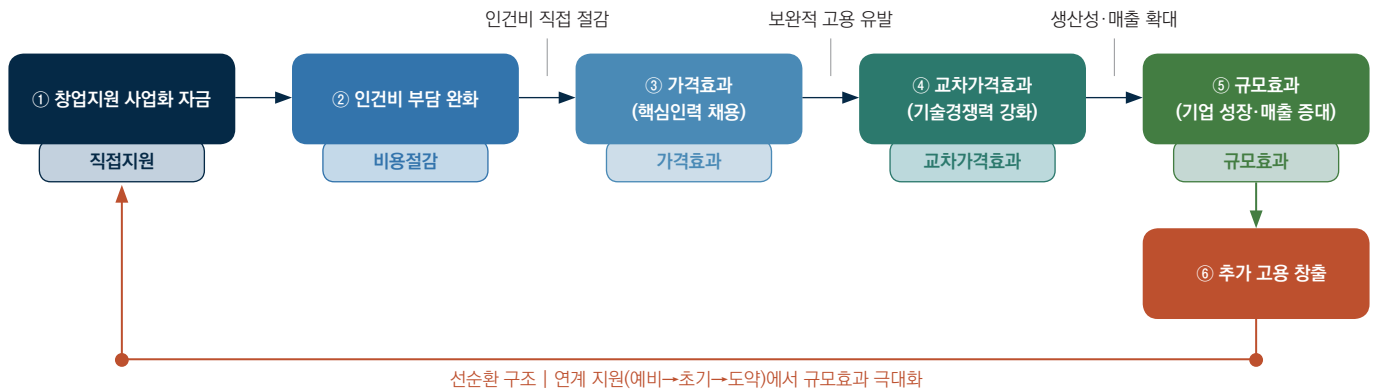 인건비 직접 절감
보완적 고용 유발
생산성·매출 확대
① 창업지원 사업화 자금
직접지원
② 인건비 부담 완화
비용절감
③ 가격효과
(핵심인력 채용)
가격효과
④ 교차가격효과
(기술경쟁력 강화)
교차가격효과
⑤ 규모효과
(기업 성장·매출 증대)
규모효과
⑥ 추가 고용 창출
선순환 구조 | 연계 지원(예비→초기→도약)에서 규모효과 극대화